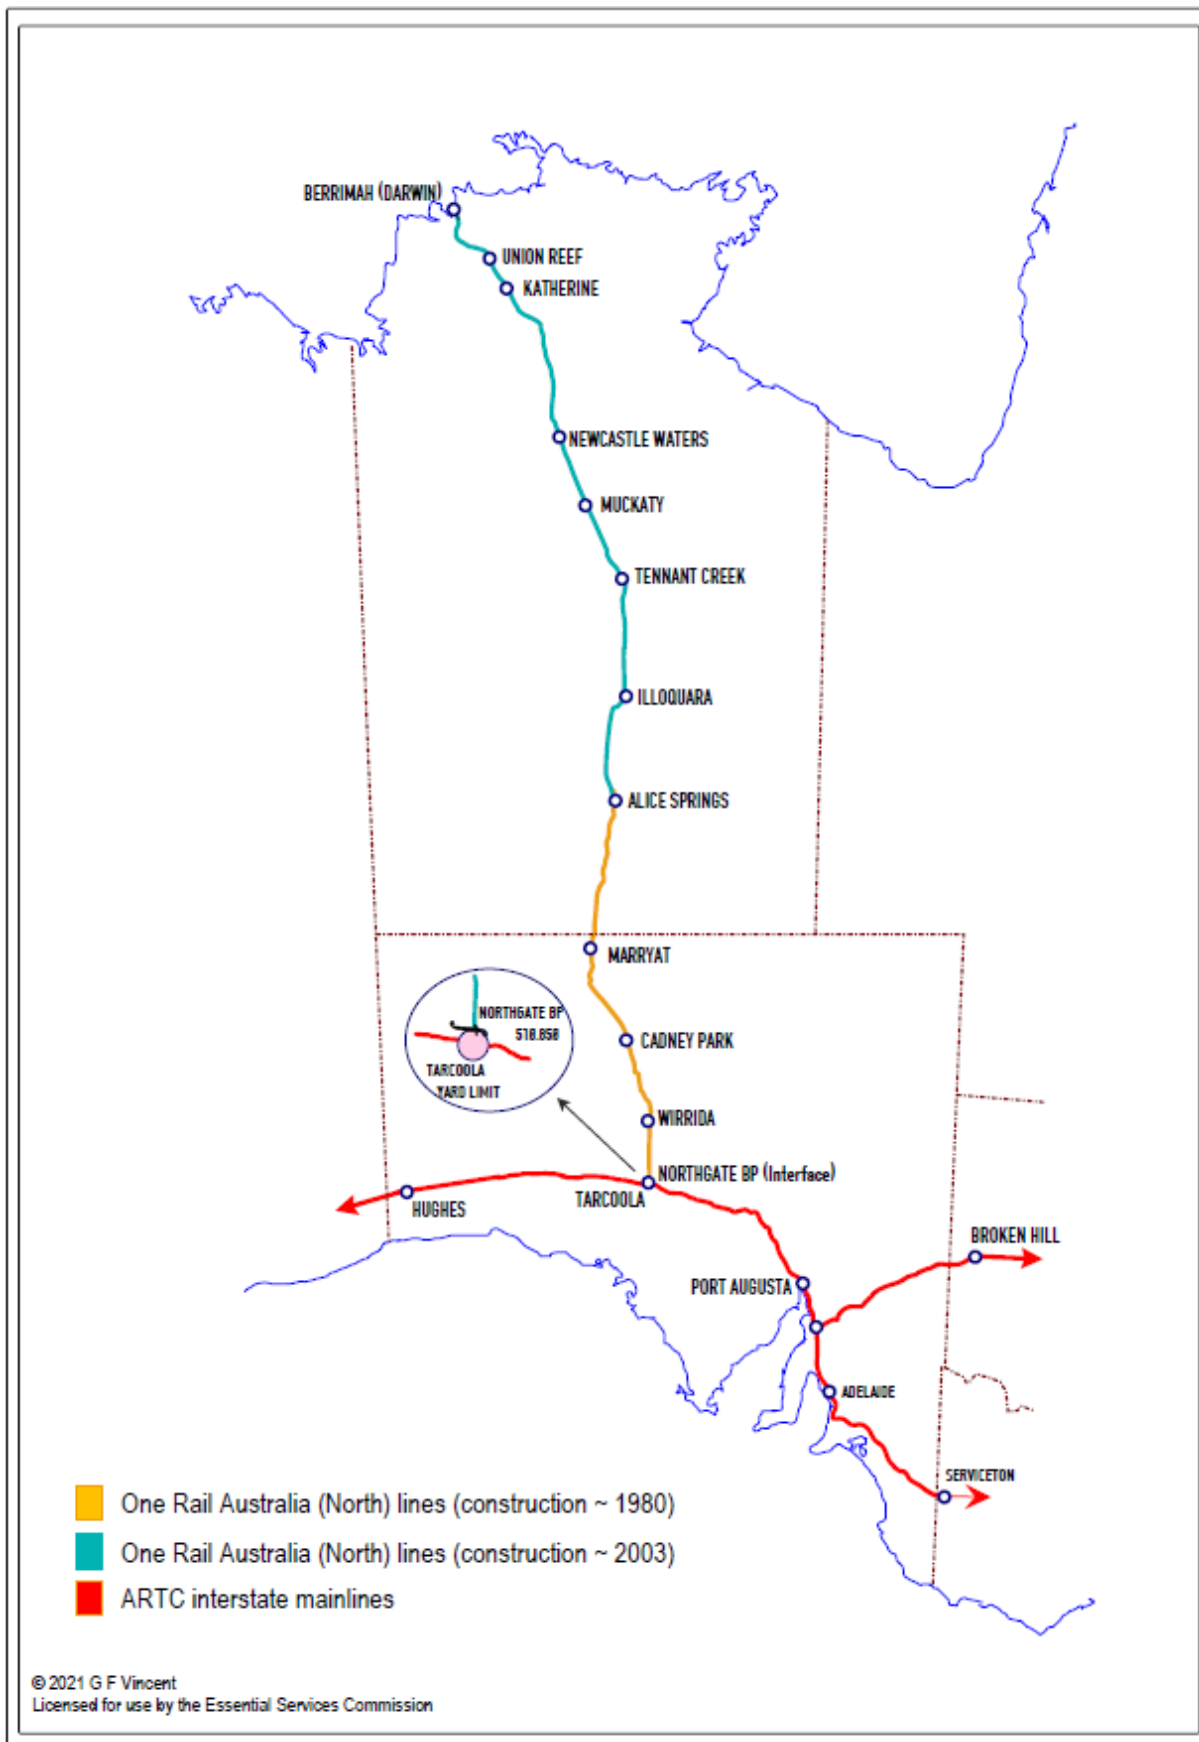 BERRIMAH (DARWIN)
UNION REEF
KATHERINE
NEWCASTLE WATERS
MUCKATY
TENNANT CREEK
ILLOQUARA
ALICE SPRINGS
MARRYAT
NORTHGATE BP
510.850
TARCOOLA
YARD LIMIT
CADNEY PARK
WIRRIDA
NORTHGATE BP (Interface)
TARCOOLA
HUGHES
BROKEN HILL
PORT AUGUSTA
ADELAIDE
SERVICETON
One Rail Australia (North) lines (construction ~ 1980)
One Rail Australia (North) lines (construction ~ 2003)
ARTC interstate mainlines
© 2021 G F Vincent
Licensed for use by the Essential Services Commission